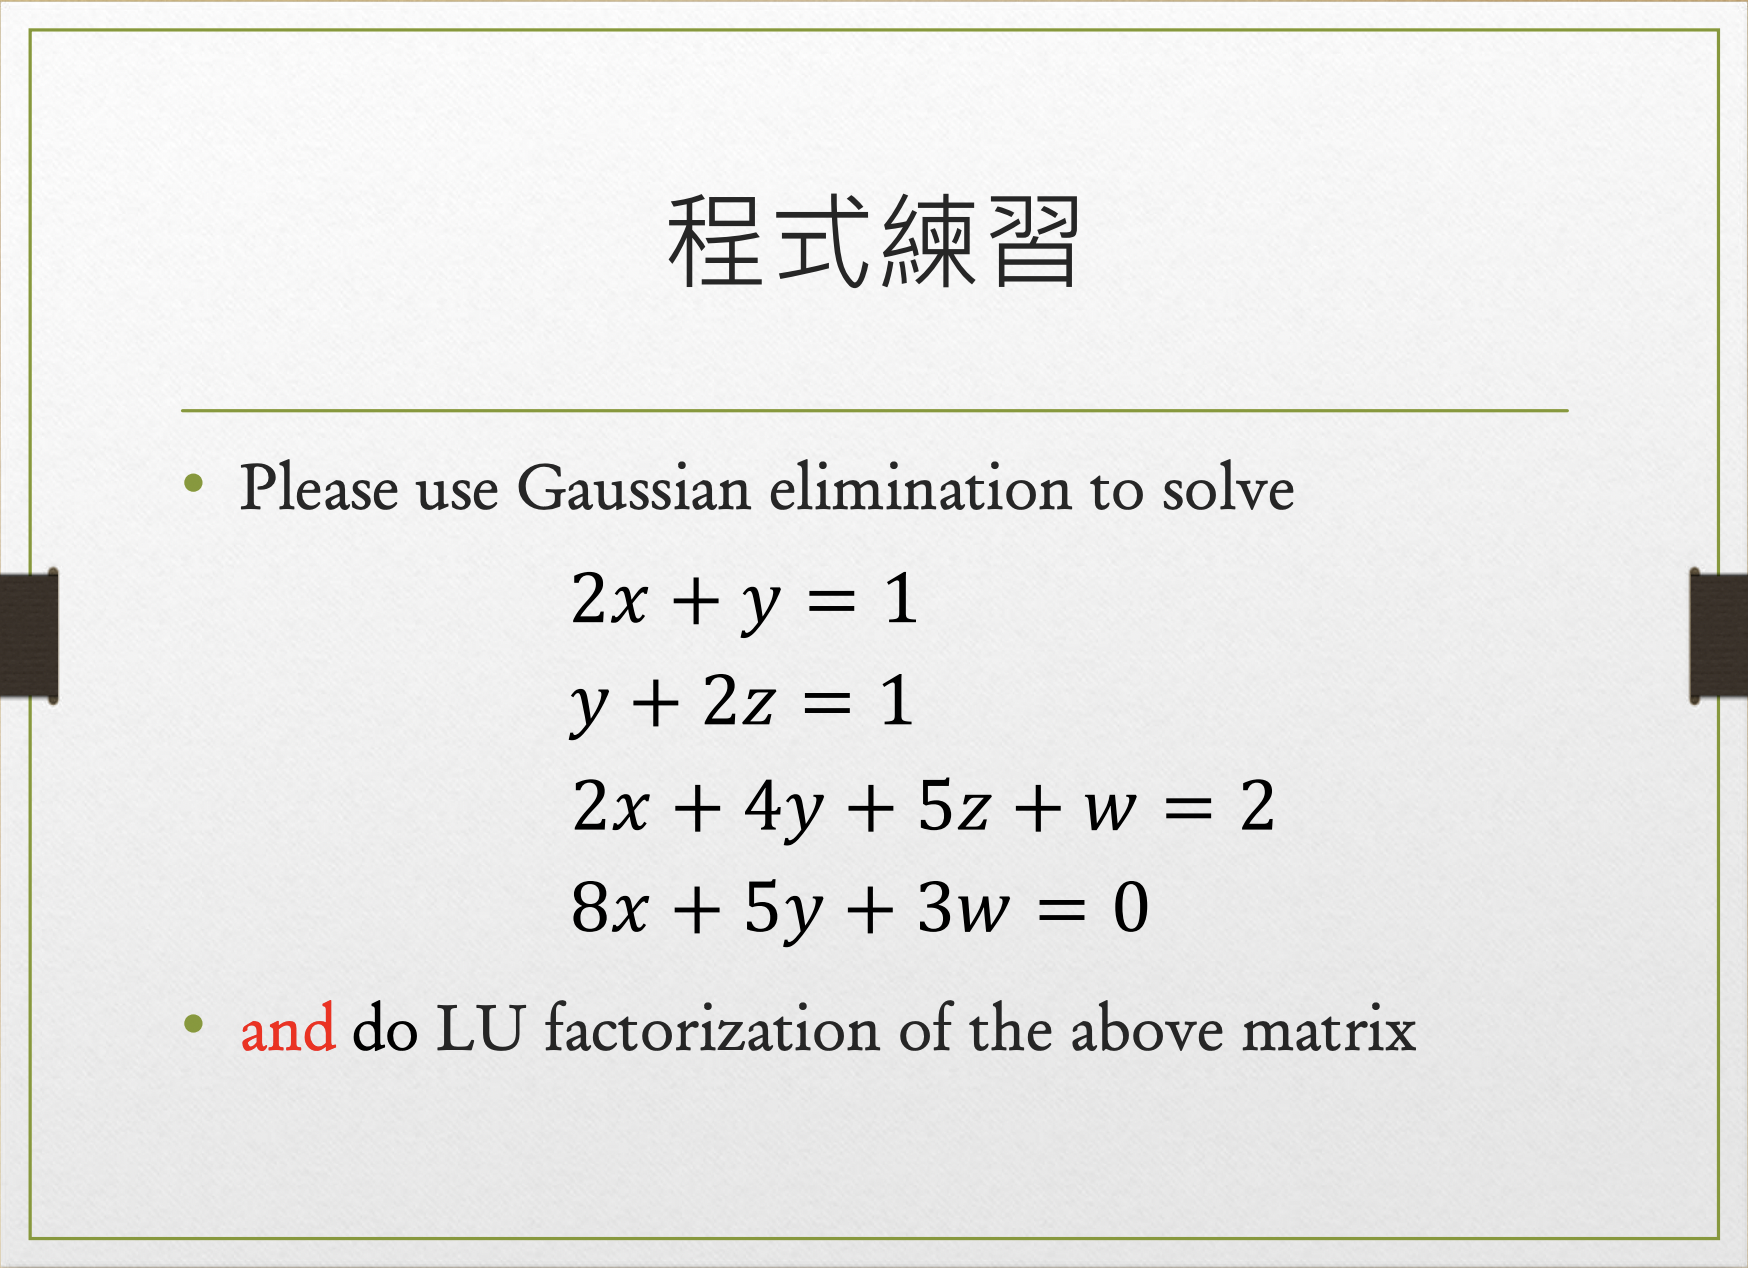 程式練習
• Please use Gaussian elimination to solve
2x + y = 1
y + 2z = 1
2x + 4y + 5z + w = 2
8x + 5y + 3w = 0
• and do LU factorization of the above matrix